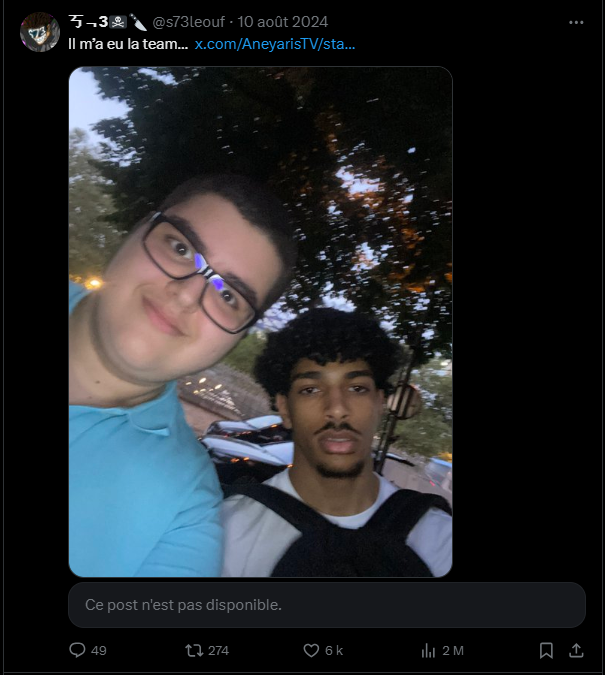 ㄎㄱ3☠️🔪 @s73leouf · 10 août 2024
Il m’a eu la team... x.com/AneyarisTV/sta...
Ce post n'est pas disponible.
49 274 6 k 2 M